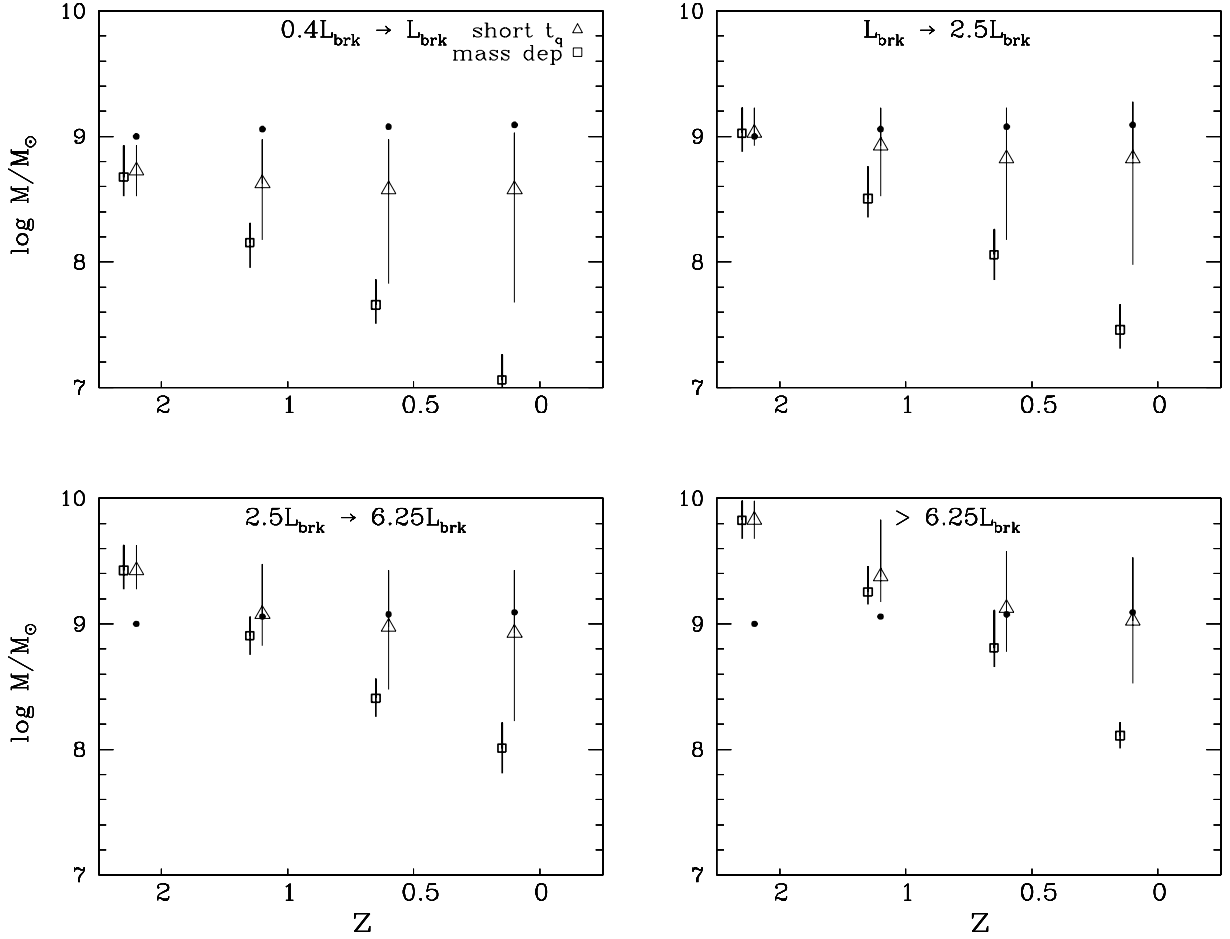 0.4L_brk → L_brk
short t_q △
mass dep □
10
9
8
7
log M/M_⊙
2 1 0.5 0
L_brk → 2.5L_brk
10
9
8
7
2 1 0.5 0
2.5L_brk → 6.25L_brk
10
9
8
7
log M/M_⊙
2 1 0.5 0
Z
> 6.25L_brk
10
9
8
7
2 1 0.5 0
Z